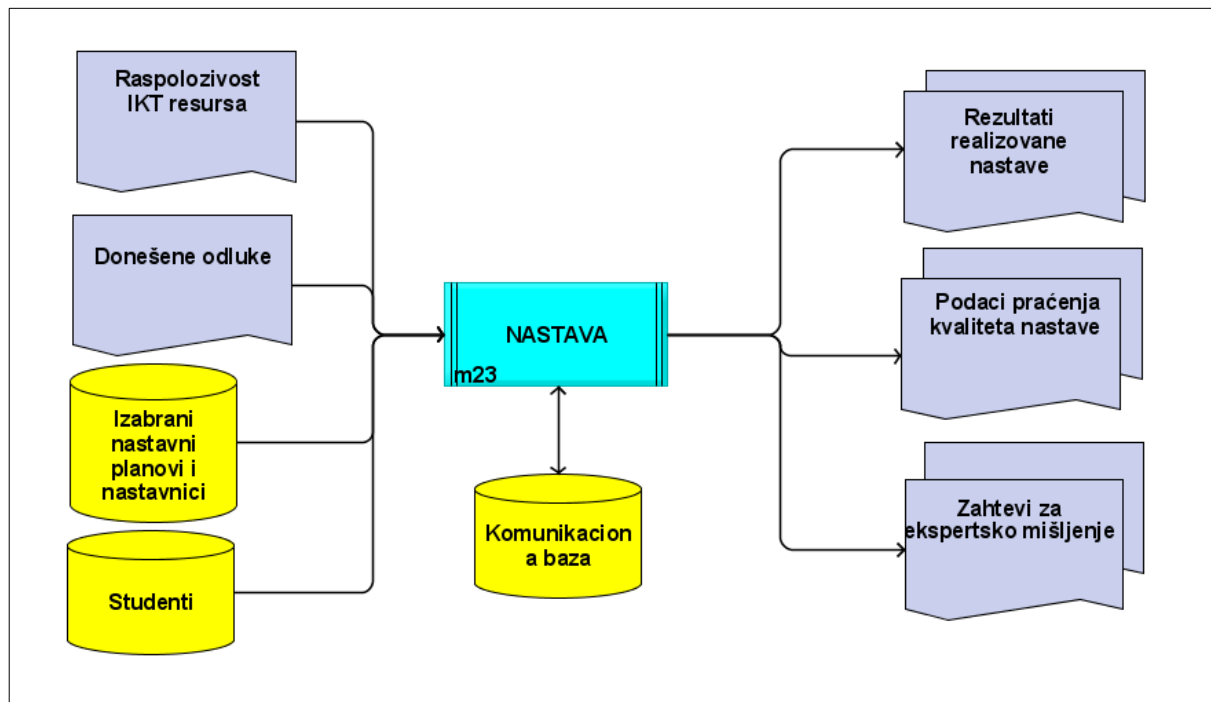 Raspolozivost
IKT resursa
Donešene odluke
Izabrani
nastavni
planovi i
nastavnici
Studenti
NASTAVA
m23
Komunikacion
a baza
Rezultati
realizovane
nastave
Podaci praćenja
kvaliteta nastave
Zahtevi za
ekspertsko mišljenje